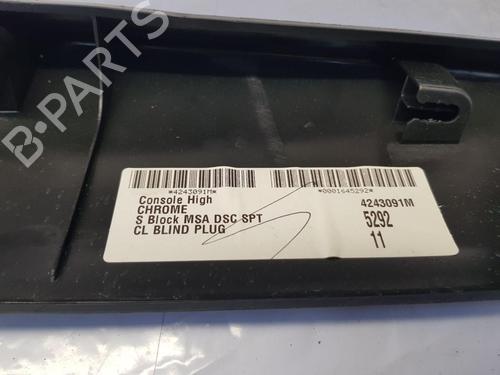 B-PARTS
*4243091M*
*0001645292*
Console High
CHROME
S Block MSA DSC SPT
CL BLIND PLUG
4243091M
5292
11